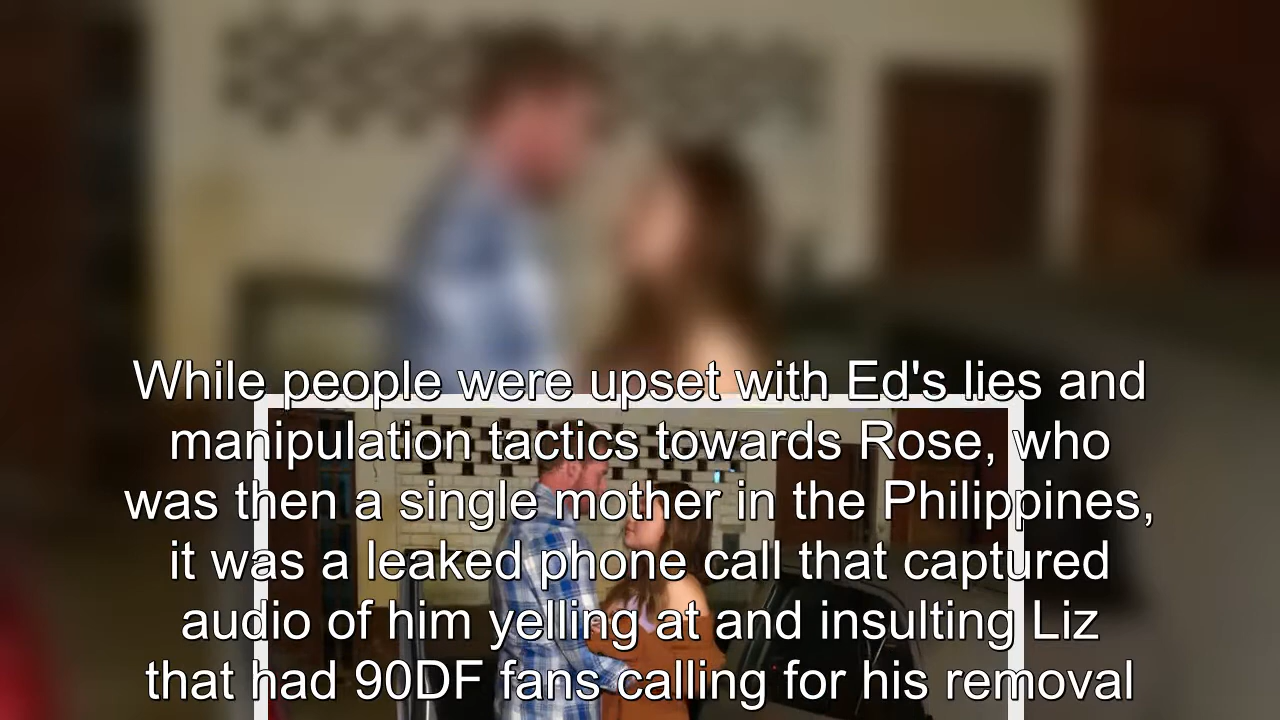 While people were upset with Ed's lies and
manipulation tactics towards Rose, who
was then a single mother in the Philippines,
it was a leaked phone call that captured
audio of him yelling at and insulting Liz
that had 90DF fans calling for his removal